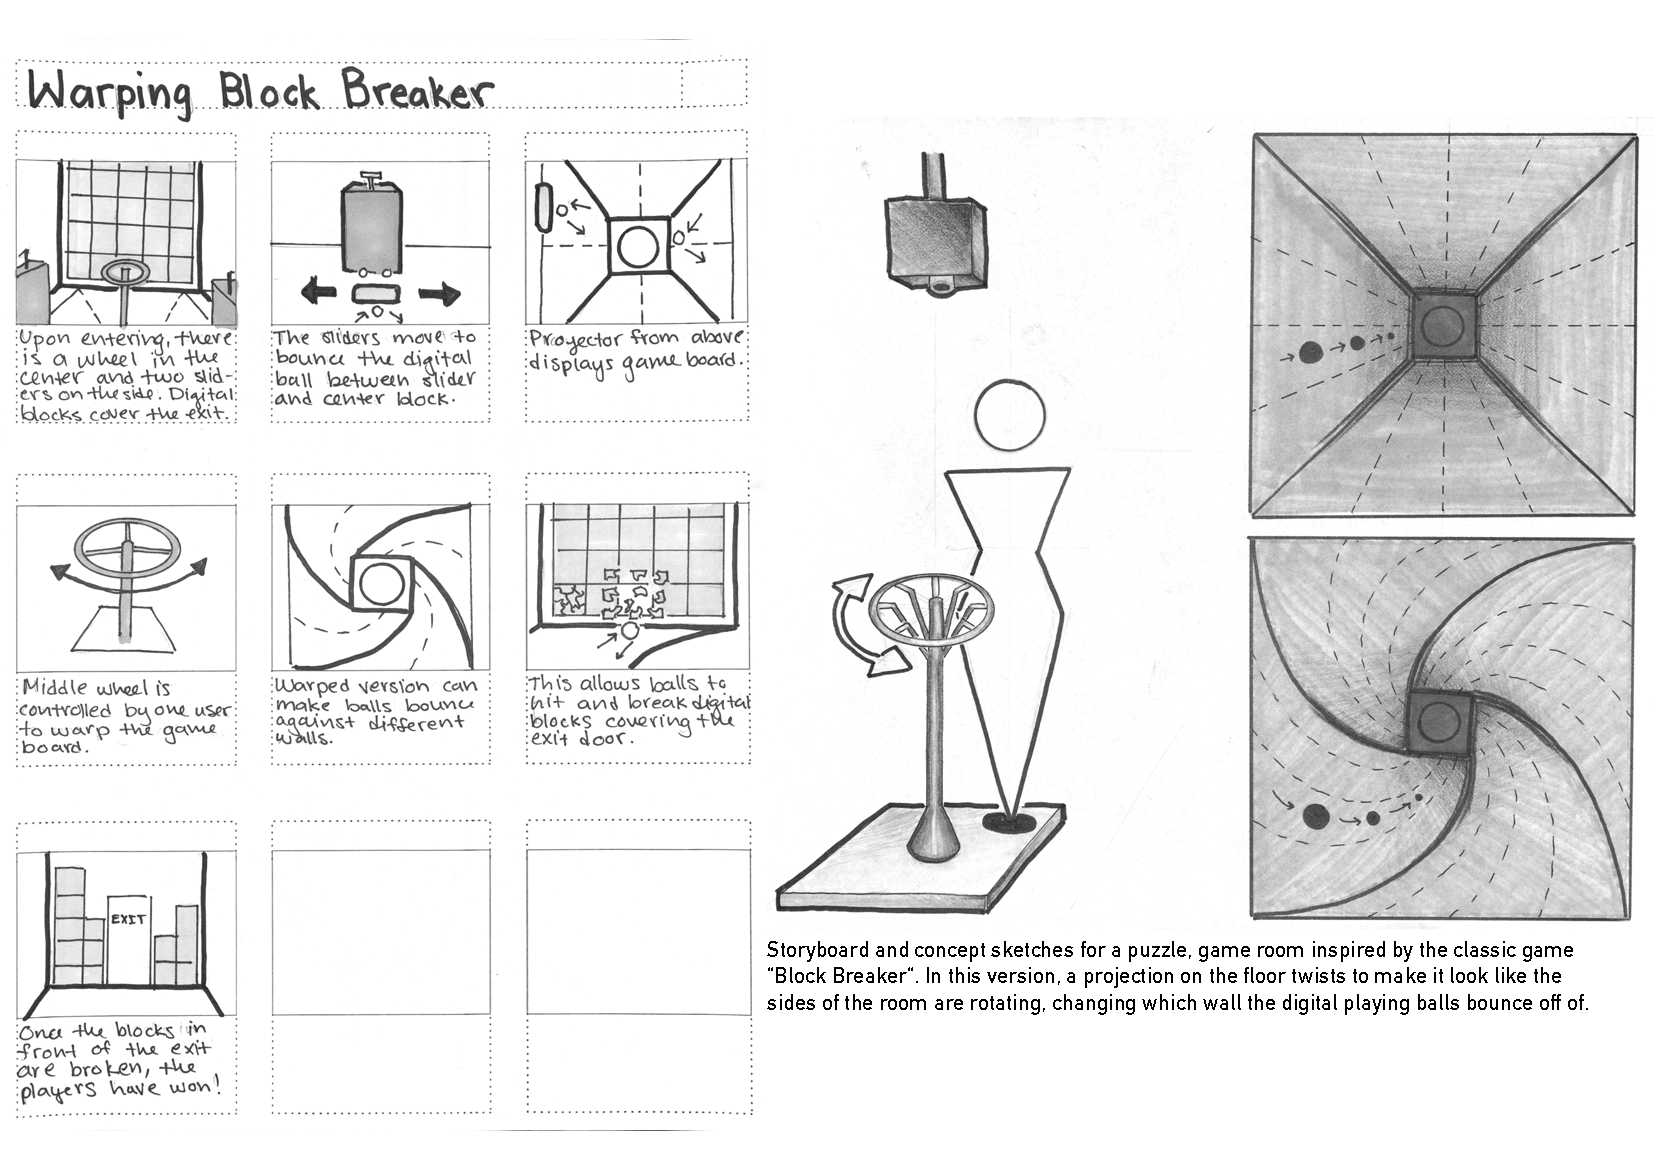 Warping Block Breaker
Upon entering, there
is a wheel in the
center and two slid-
ers on the side. Digital
blocks cover the exit.
The sliders move to
bounce the digital
ball between slider
and center block.
Proyector from above
displays game board.
Middle wheel is
controlled by one user
to warp the game
board.
Warped version can
make balls bounce
against different
walls.
This allows balls to
hit and break digital
blocks covering the
exit door.
EXIT
Once the blocks in
front of the exit
are broken, the
players have won!
Storyboard and concept sketches for a puzzle, game room inspired by the classic game
"Block Breaker". In this version, a projection on the floor twists to make it look like the
sides of the room are rotating, changing which wall the digital playing balls bounce off of.